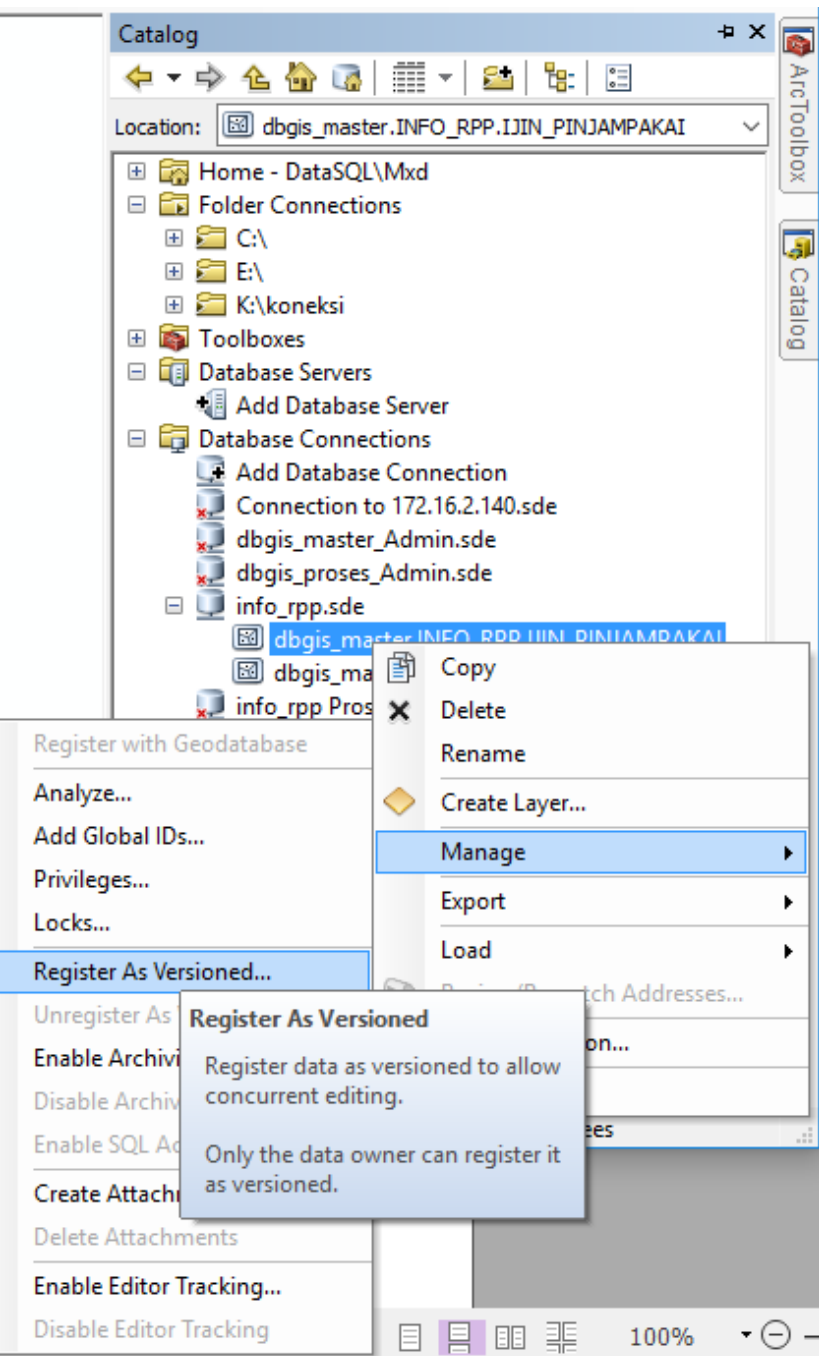 Catalog
Location: dbgis_master.INFO_RPP.IJIN_PINJAMPAKAI
Home - DataSQL\Mxd
Folder Connections
C:\
E:\
K:\koneksi
Toolboxes
Database Servers
Add Database Server
Database Connections
Add Database Connection
Connection to 172.16.2.140.sde
dbgis_master_Admin.sde
dbgis_proses_Admin.sde
info_rpp.sde
dbgis_master.INFO_RPP.IJIN_PINJAMPAKAI
dbgis_ma
info_rpp Pros
ArcToolbox
Catalog
Copy
Delete
Rename
Create Layer...
Manage
Export
Load
tch Addresses...
on...
ees
Register with Geodatabase
Analyze...
Add Global IDs...
Privileges...
Locks...
Register As Versioned...
Unregister As
Enable Archivi
Disable Archiv
Enable SQL Ac
Create Attach
Delete Attachments
Enable Editor Tracking...
Disable Editor Tracking
Register As Versioned
Register data as versioned to allow
concurrent editing.
Only the data owner can register it
as versioned.
100%